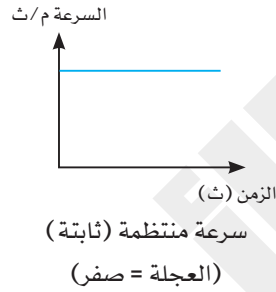 السرعة م/ث
الزمن (ث)
سرعة منتظمة (ثابتة)
(العجلة = صفر)